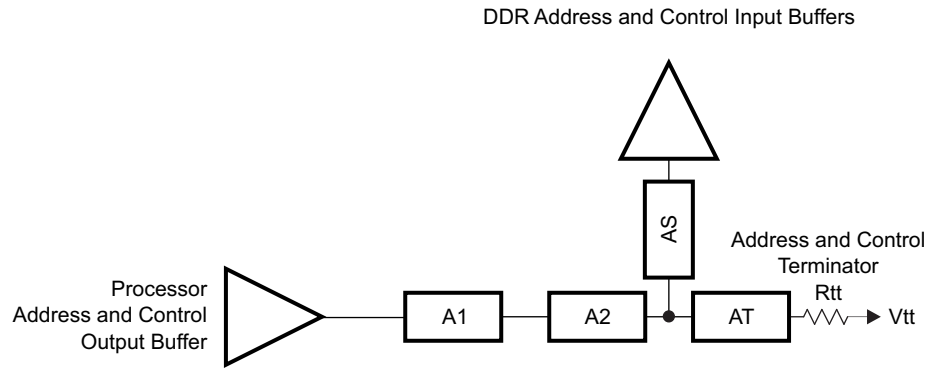 DDR Address and Control Input Buffers
AS
Address and Control
Terminator
Rtt
Processor
Address and Control
Output Buffer
A1
A2
AT
Vtt